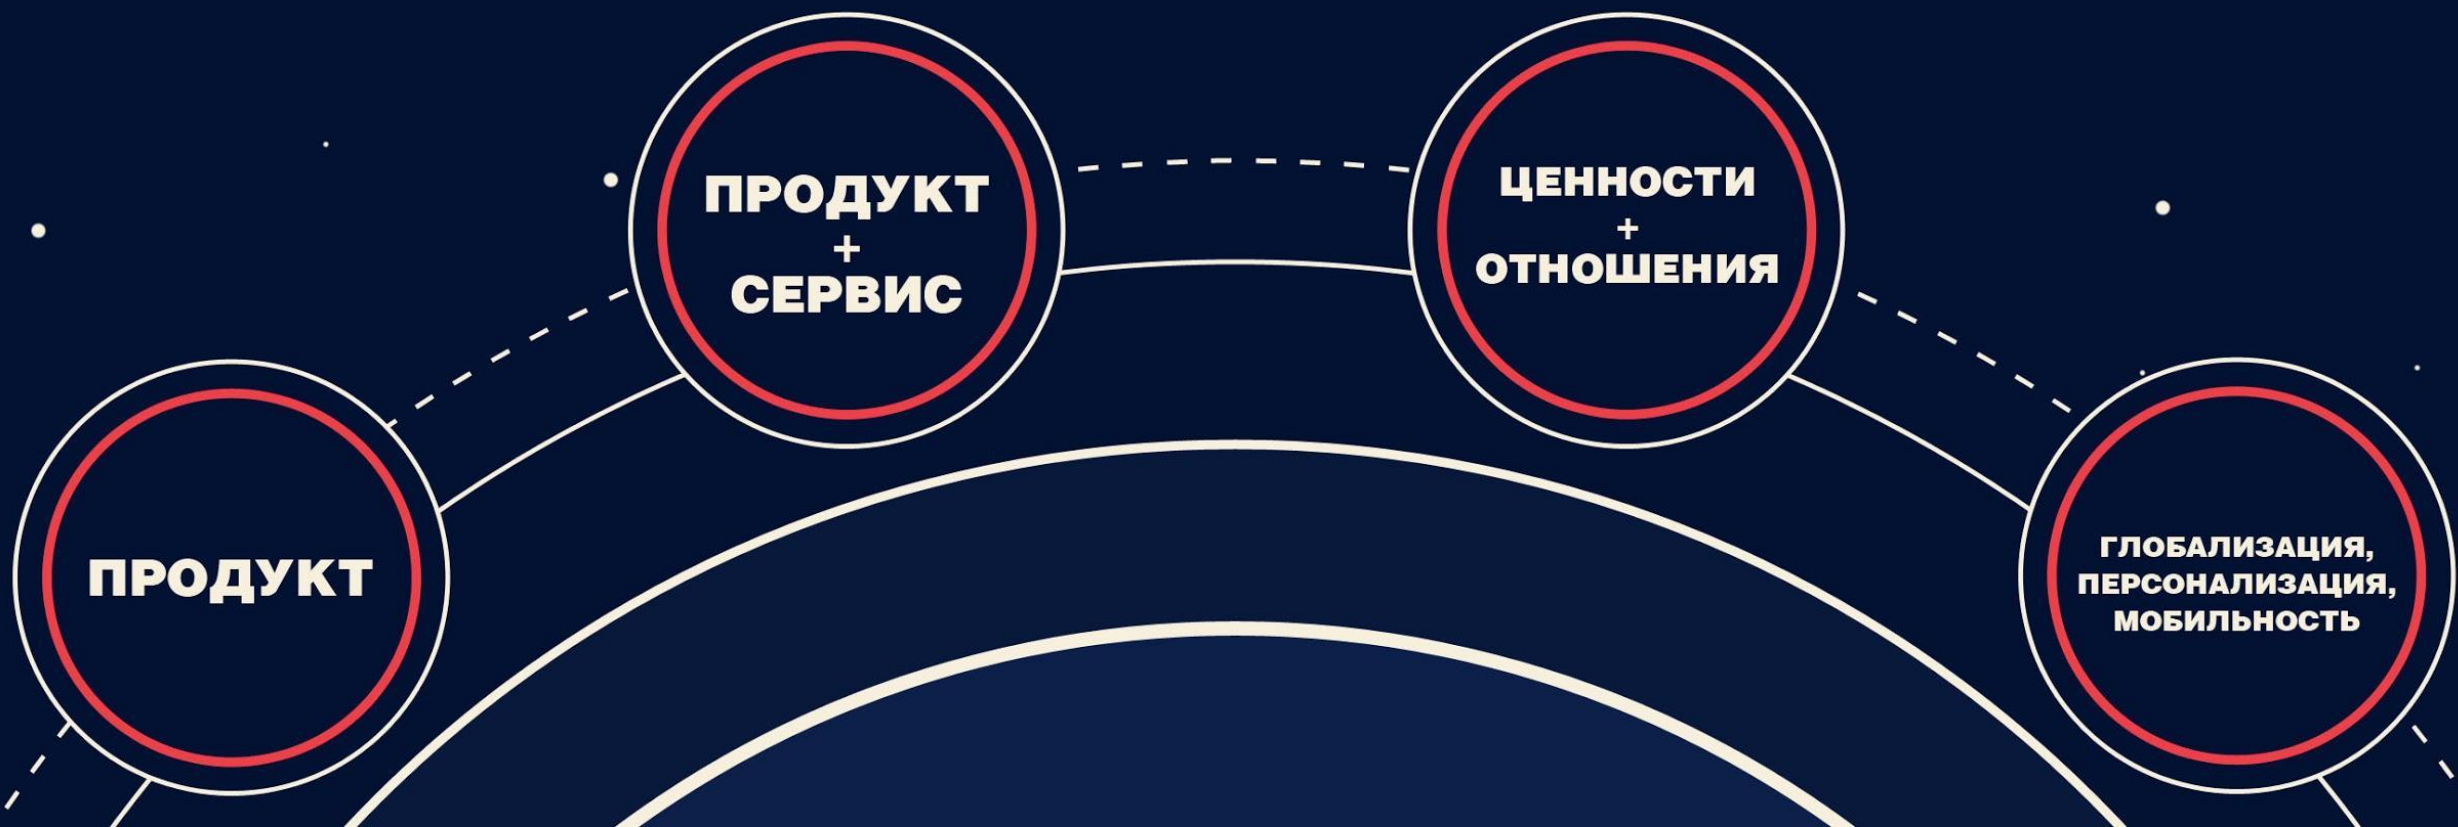 ПРОДУКТ
ПРОДУКТ
+
СЕРВИС
ЦЕННОСТИ
+
ОТНОШЕНИЯ
ГЛОБАЛИЗАЦИЯ,
ПЕРСОНАЛИЗАЦИЯ,
МОБИЛЬНОСТЬ